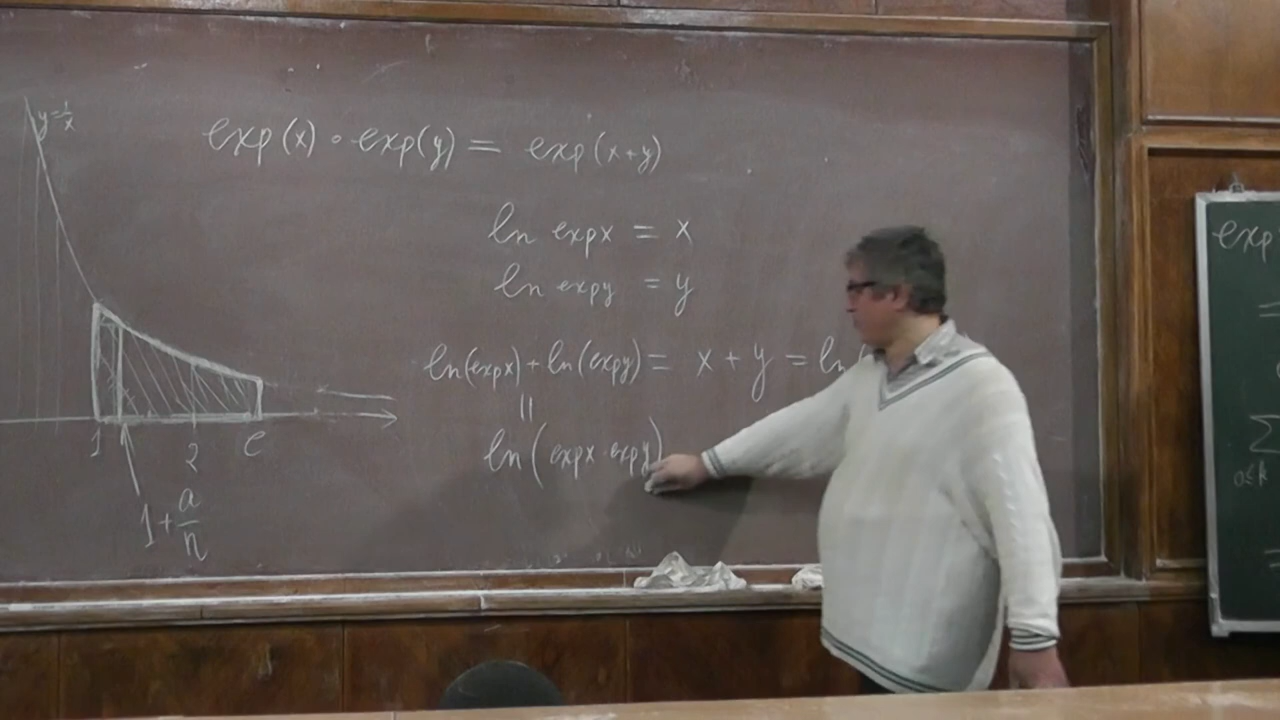 y=1/x
exp(x)∘exp(y) = exp(x+y)
ln expx = x
ln expy = y
ln(expx)+ln(expy) = x+y = ln(
||
ln(expx·expy)
1 2 e
1+a/n
exp
=
∑
0≤k
=